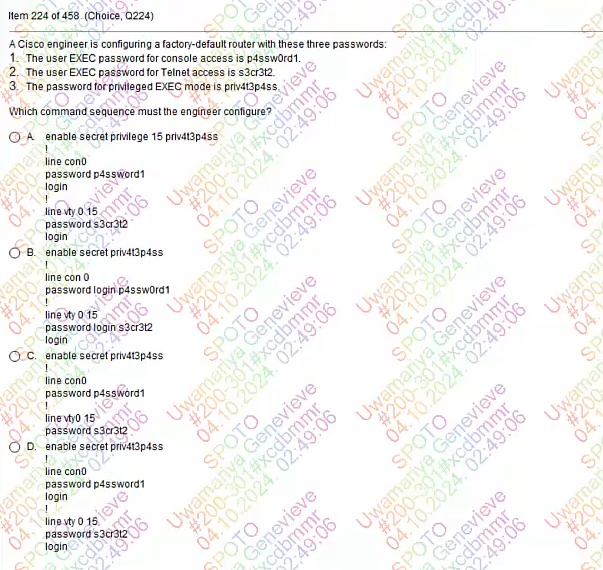 Item 224 of 458 (Choice, Q224)
A Cisco engineer is configuring a factory-default router with these three passwords:
1. The user EXEC password for console access is p4ssw0rd1.
2. The user EXEC password for Telnet access is s3cr3t2.
3. The password for privileged EXEC mode is priv4t3p4ss.
Which command sequence must the engineer configure?
A. enable secret privilege 15 priv4t3p4ss
!
line con0
password p4ssword1
login
!
line vty 0 15
password s3cr3t2
login
B. enable secret priv4t3p4ss
!
line con 0
password login p4ssw0rd1
!
line vty 0 15
password login s3cr3t2
login
C. enable secret priv4t3p4ss
!
line con0
password p4ssword1
!
line vty0 15
password s3cr3t2
D. enable secret priv4t3p4ss
!
line con0
password p4ssword1
login
!
line vty 0 15
password s3cr3t2
login
SPOTO
Uwamariya Genevieve
#200-301#xcdbmmr
04.10.2024. 02:49:06